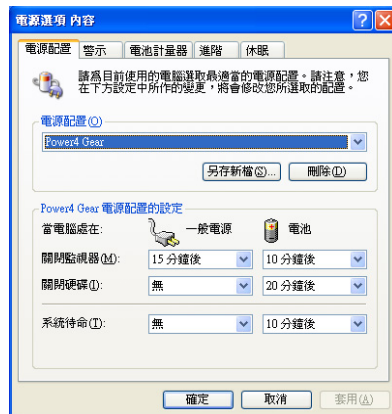 電源選項 內容
電源配置 警示 電池計量器 進階 休眠
請為目前使用的電腦選取最適當的電源配置。請注意，您
在下方設定中所作的變更，將會修改您所選取的配置。
電源配置(O)
Power4 Gear
另存新檔(S)... 刪除(D)
Power4 Gear 電源配置的設定
當電腦處在: 一般電源 電池
關閉監視器(M): 15 分鐘後 10 分鐘後
關閉硬碟(I): 無 20 分鐘後
系統待命(T): 無 10 分鐘後
確定 取消 套用(A)